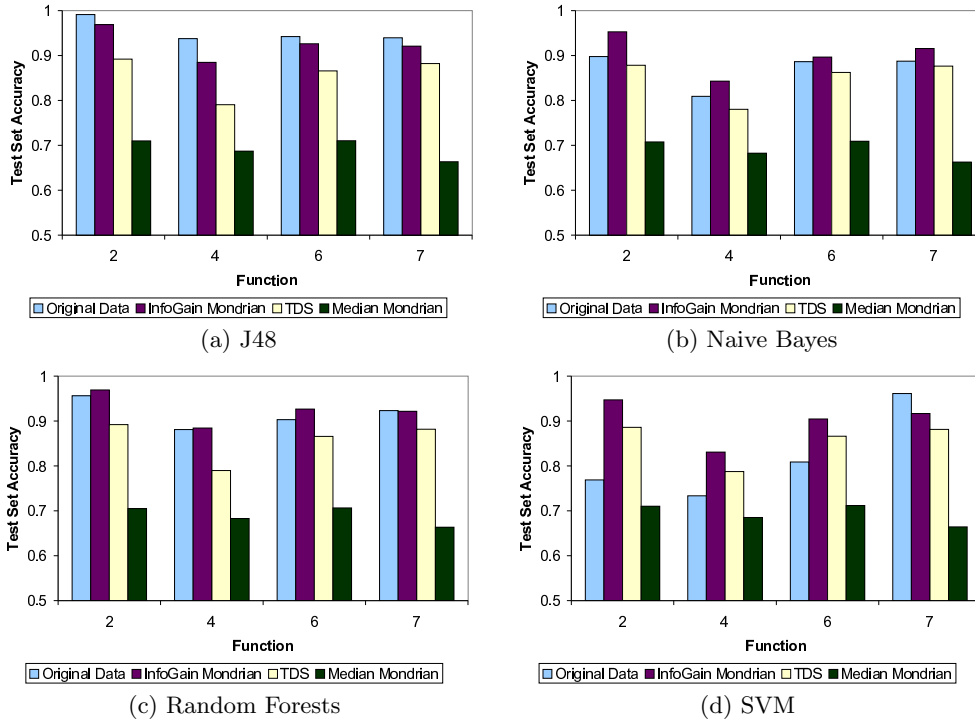 1
0.9
0.8
0.7
0.6
0.5
Test Set Accuracy
2 4 6 7
Function
Original Data InfoGain Mondrian TDS Median Mondrian
(a) J48
1
0.9
0.8
0.7
0.6
0.5
Test Set Accuracy
2 4 6 7
Function
Original Data InfoGain Mondrian TDS Median Mondrian
(b) Naive Bayes
1
0.9
0.8
0.7
0.6
0.5
Test Set Accuracy
2 4 6 7
Function
Original Data InfoGain Mondrian TDS Median Mondrian
(c) Random Forests
1
0.9
0.8
0.7
0.6
0.5
Test Set Accuracy
2 4 6 7
Function
Original Data InfoGain Mondrian TDS Median Mondrian
(d) SVM